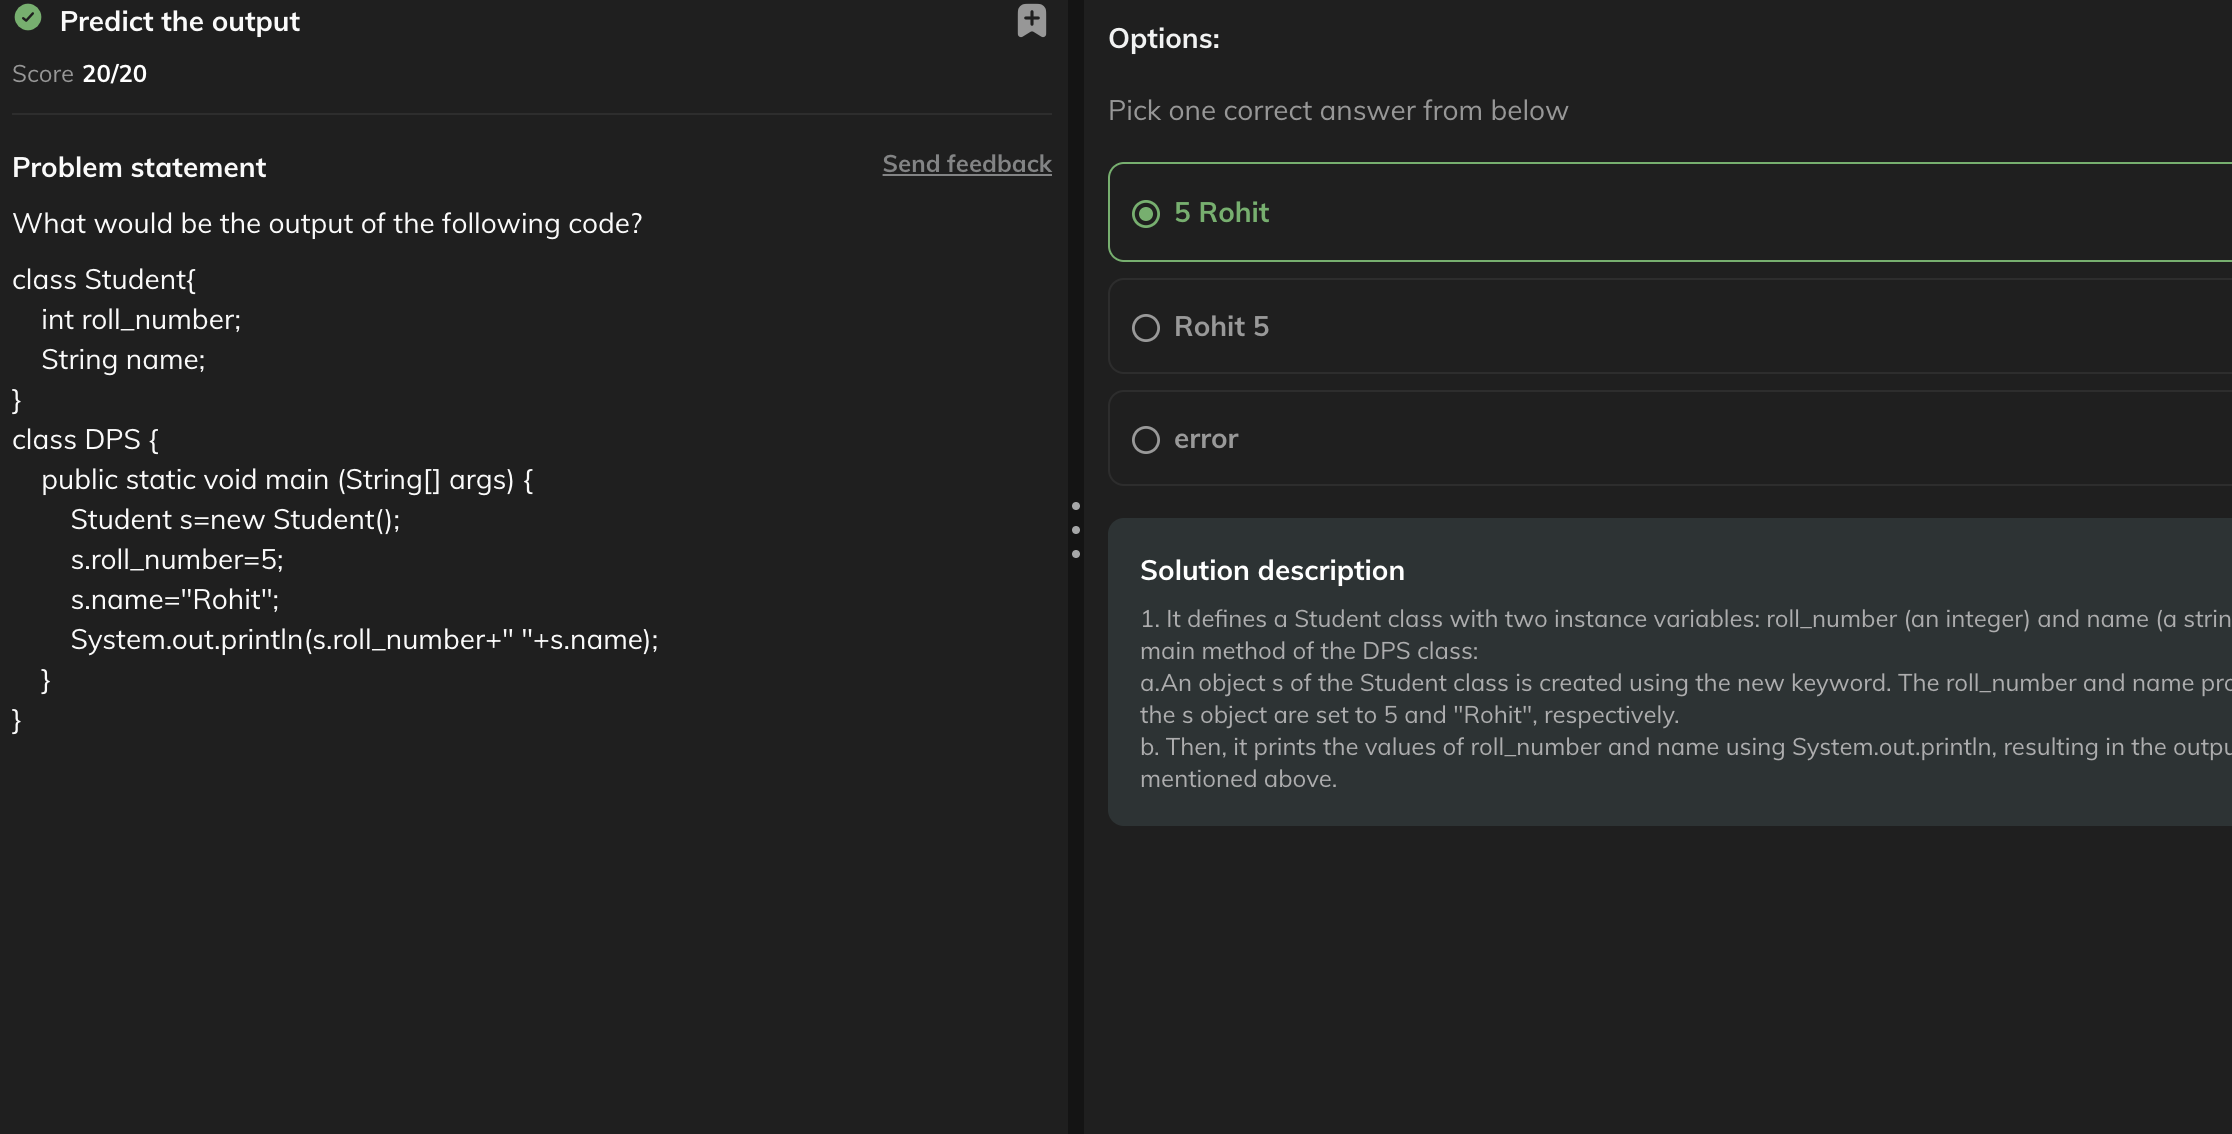 Predict the output
Score 20/20
Problem statement
Send feedback
What would be the output of the following code?
class Student{
    int roll_number;
    String name;
}
class DPS {
    public static void main (String[] args) {
        Student s=new Student();
        s.roll_number=5;
        s.name="Rohit";
        System.out.println(s.roll_number+" "+s.name);
    }
}
Options:
Pick one correct answer from below
5 Rohit
Rohit 5
error
Solution description
1. It defines a Student class with two instance variables: roll_number (an integer) and name (a strin
main method of the DPS class:
a.An object s of the Student class is created using the new keyword. The roll_number and name pro
the s object are set to 5 and "Rohit", respectively.
b. Then, it prints the values of roll_number and name using System.out.println, resulting in the outpu
mentioned above.